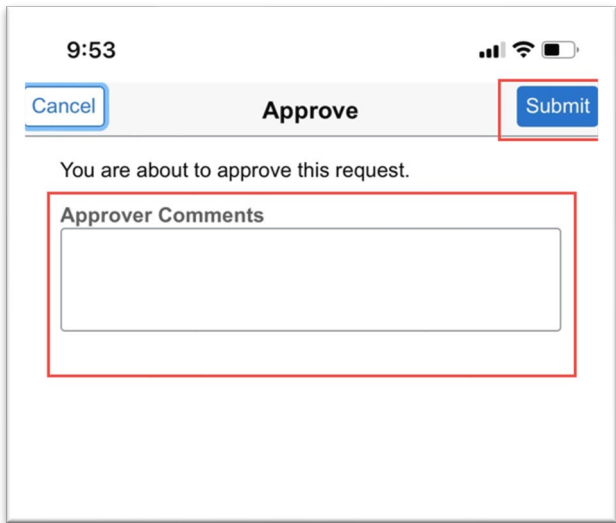 9:53
Cancel
Approve
Submit
You are about to approve this request.
Approver Comments